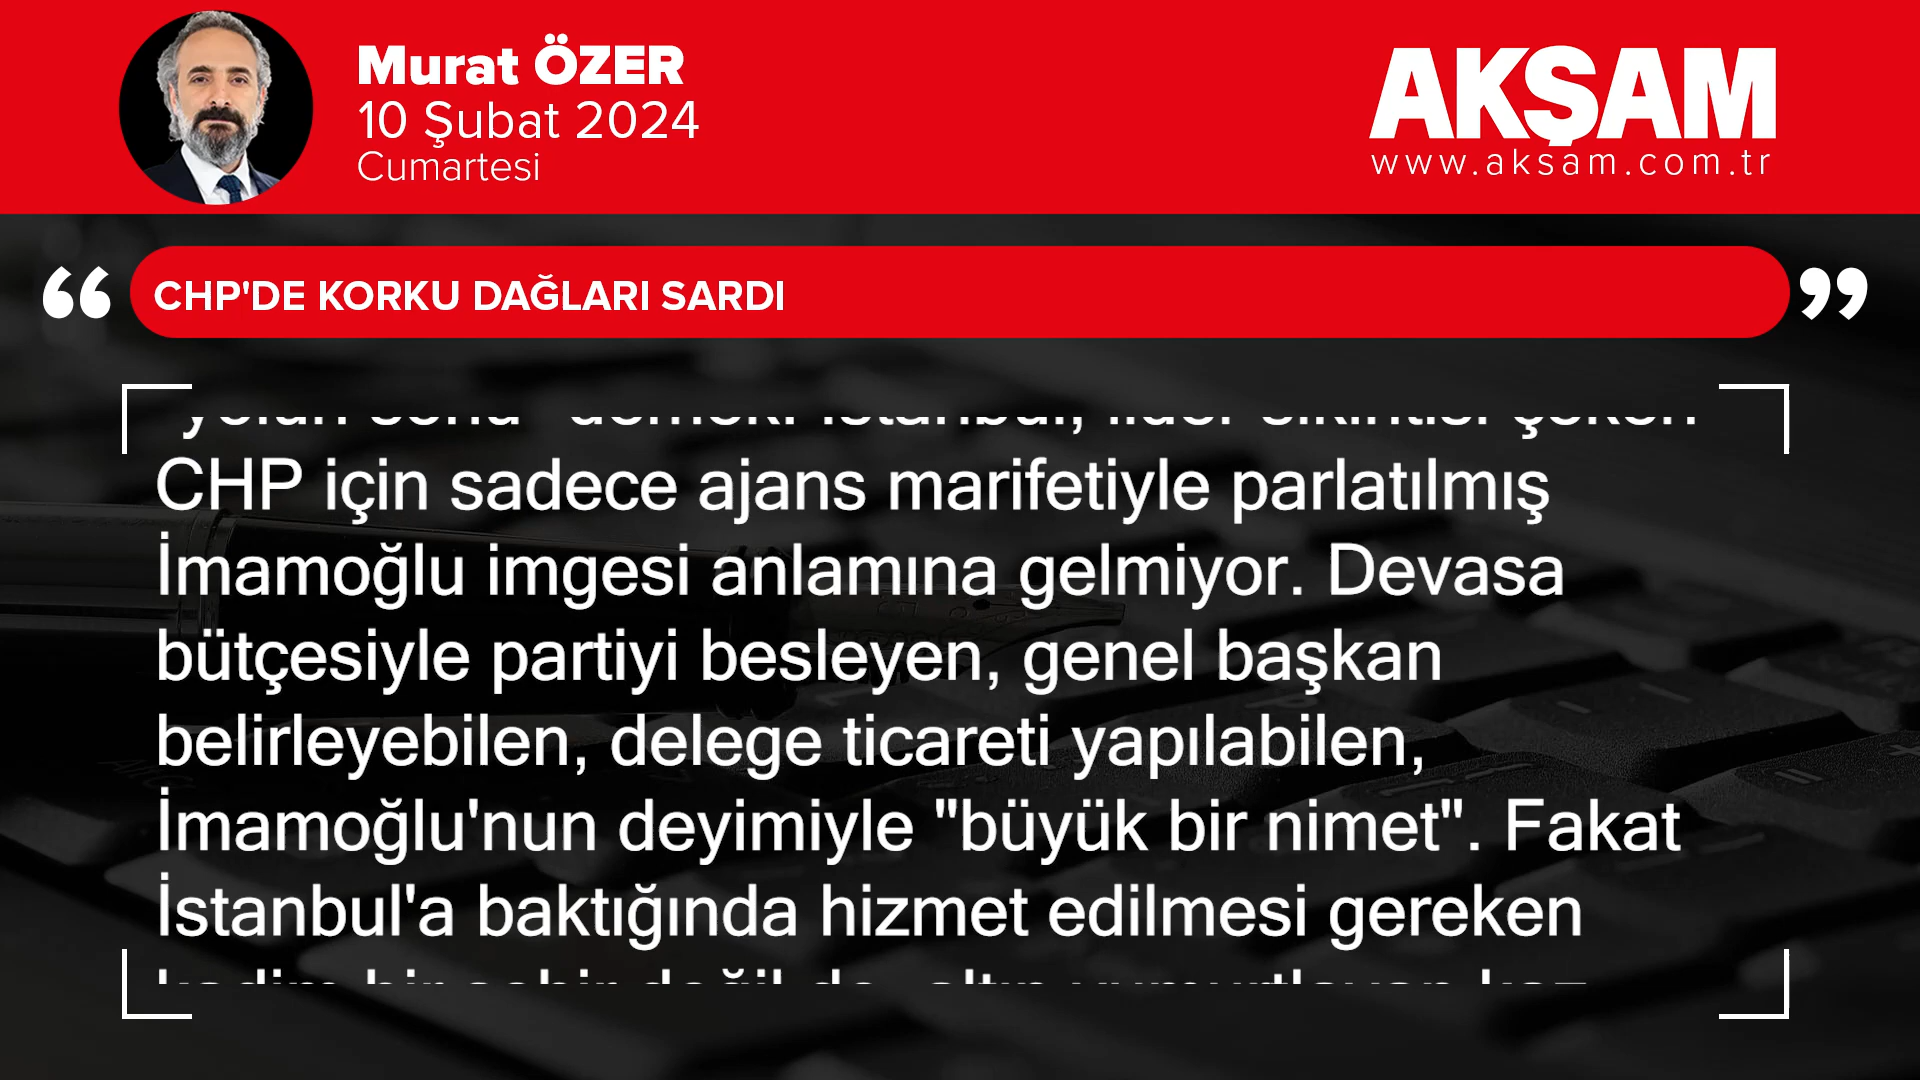 Murat ÖZER
10 Şubat 2024
Cumartesi
AKŞAM
www.aksam.com.tr
“ CHP'DE KORKU DAĞLARI SARDI ”
CHP için sadece ajans marifetiyle parlatılmış
İmamoğlu imgesi anlamına gelmiyor. Devasa
bütçesiyle partiyi besleyen, genel başkan
belirleyebilen, delege ticareti yapılabilen,
İmamoğlu'nun deyimiyle "büyük bir nimet". Fakat
İstanbul'a baktığında hizmet edilmesi gereken